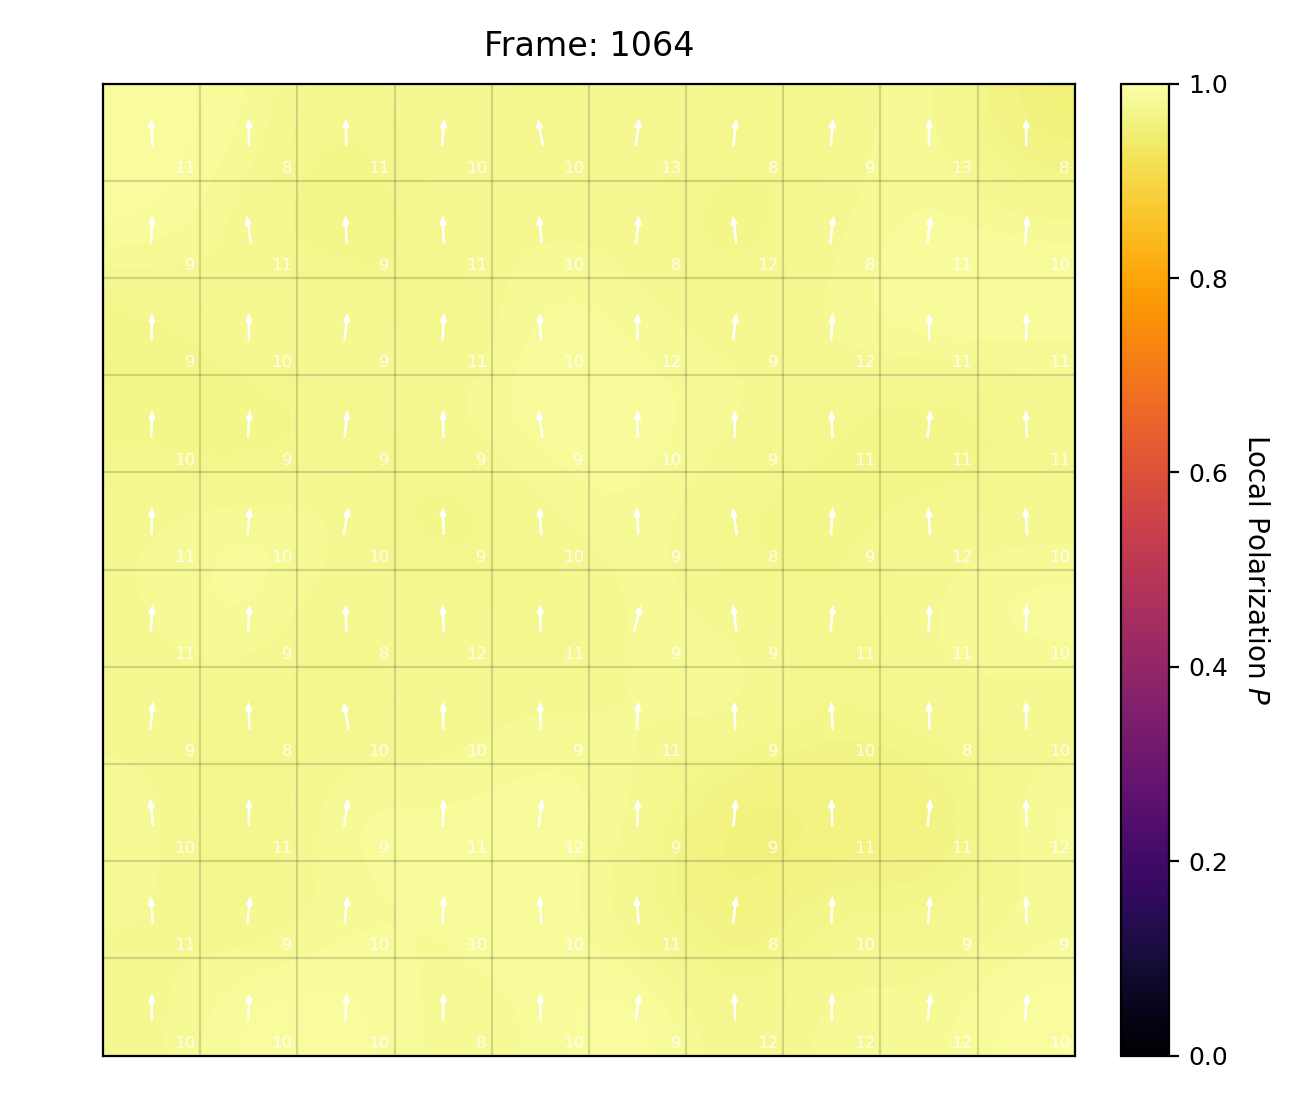 Frame: 1064
11 8 11 10 10 13 8 9 13 8
9 11 9 11 10 8 12 8 11 10
9 10 9 11 10 12 9 12 11 11
10 9 9 9 9 10 9 11 11 11
11 10 10 9 10 9 8 9 12 10
11 9 8 12 11 9 9 11 11 10
9 8 10 10 9 11 9 10 8 10
10 11 9 11 12 9 9 11 11 12
11 9 10 10 10 11 8 10 9 9
10 10 10 8 10 9 12 12 12 10
1.0
0.8
0.6
0.4
0.2
0.0
Local Polarization P